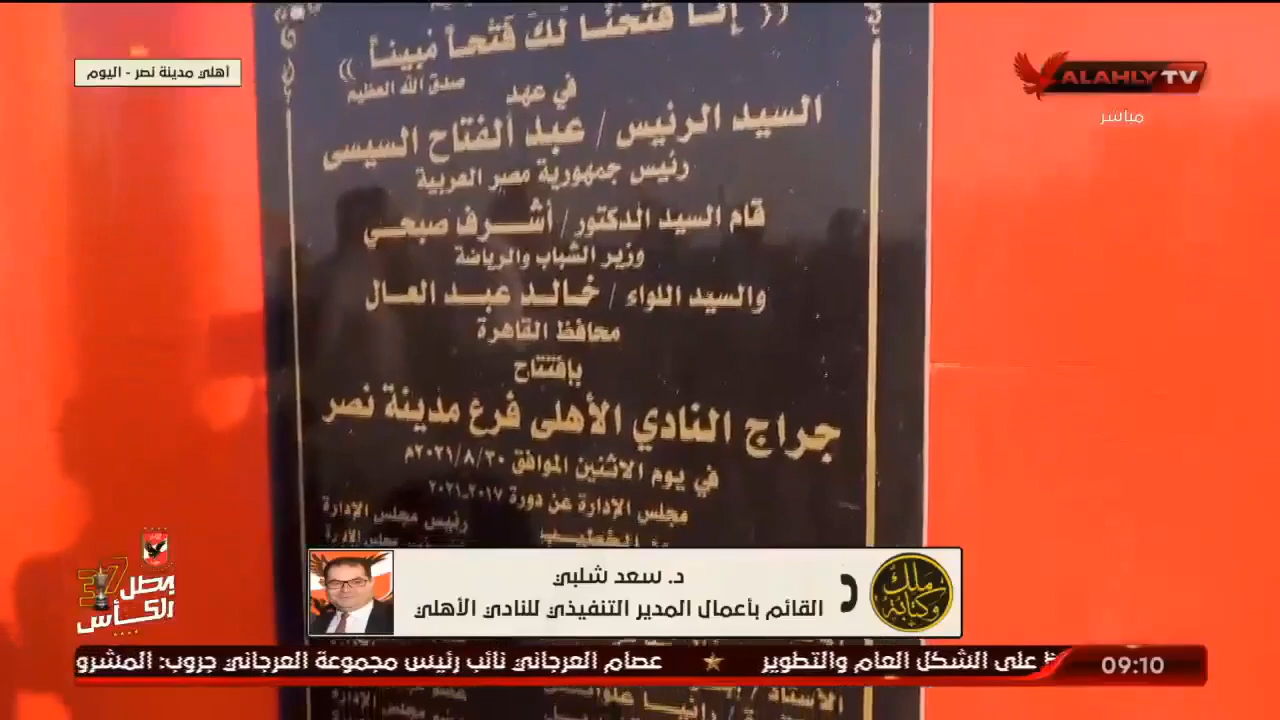 (( إنا فتحنا لك فتحاً مبيناً ))
صدق الله العظيم
في عهد
السيد الرئيس / عبد الفتاح السيسى
رئيس جمهورية مصر العربية
قام السيد الدكتور / أشرف صبحي
وزير الشباب والرياضة
والسيد اللواء / خالد عبد العال
محافظ القاهرة
بإفتتاح
جراج النادي الأهلى فرع مدينة نصر
في يوم الاثنين الموافق ٢٠٢١/٨/٣٠م
مجلس الإدارة عن دورة ٢٠١٧-٢٠٢١
رئيس مجلس الإدارة
الخطيب
أهلي مدينة نصر - اليوم
ALAHLY TV
مباشر
بطل الكأس 37
ملك وكتابة
د. سعد شلبي
القائم بأعمال المدير التنفيذي للنادي الأهلي
على الشكل العام والتطوير ★ عصام العرجاني نائب رئيس مجموعة العرجاني جروب: المشرو
09:10